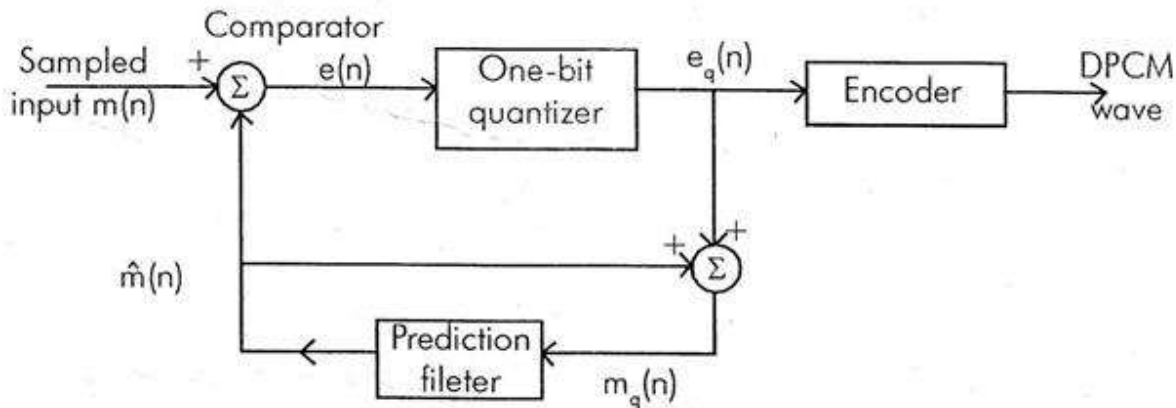 Comparator
+
Sampled
input m(n)
Σ
e(n)
One-bit
quantizer
e_q(n)
Encoder
DPCM
wave
+
+
Σ
m̂(n)
Prediction
fileter
m_q(n)